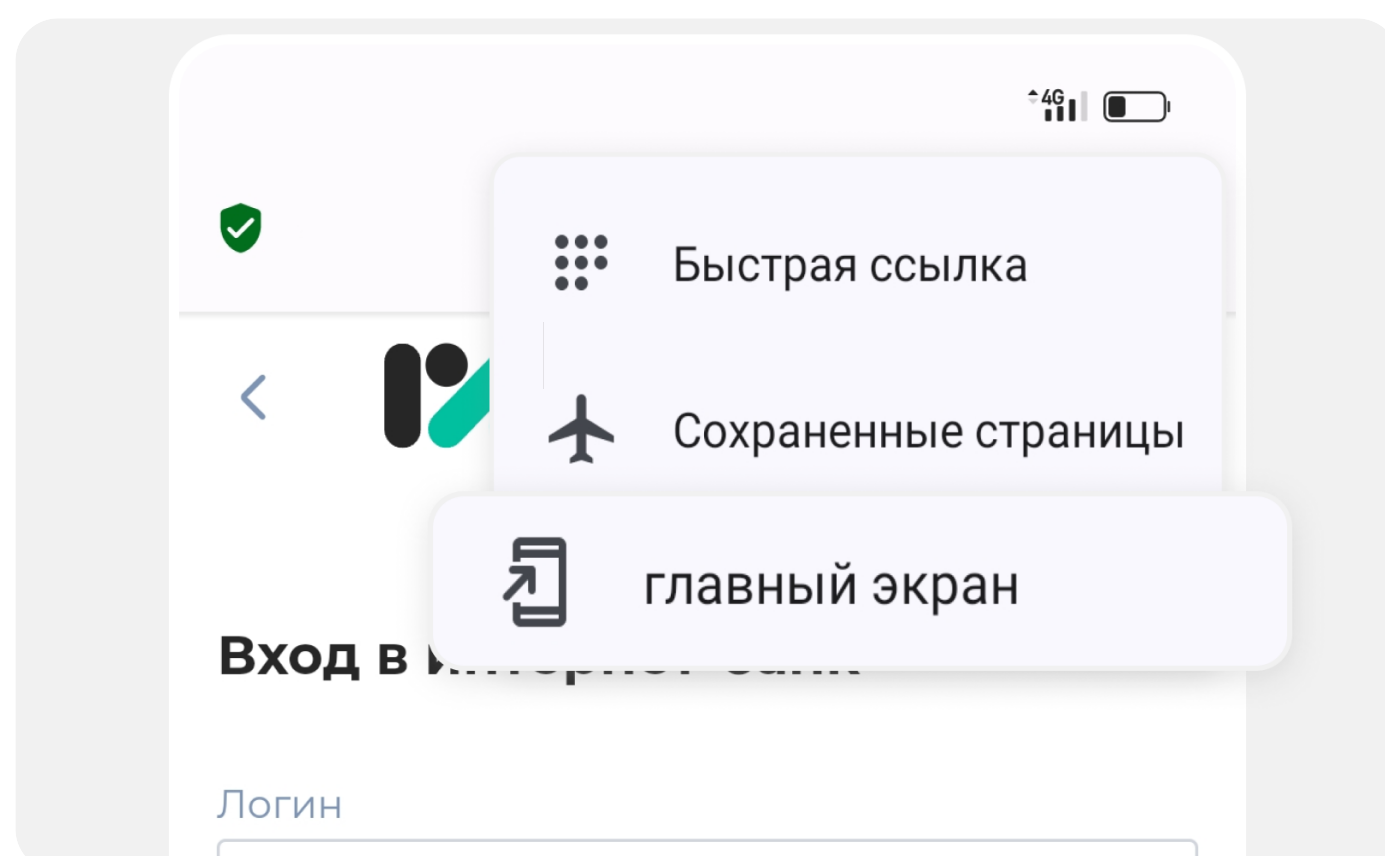 4G
Быстрая ссылка
Сохраненные страницы
главный экран
Вход в
Логин